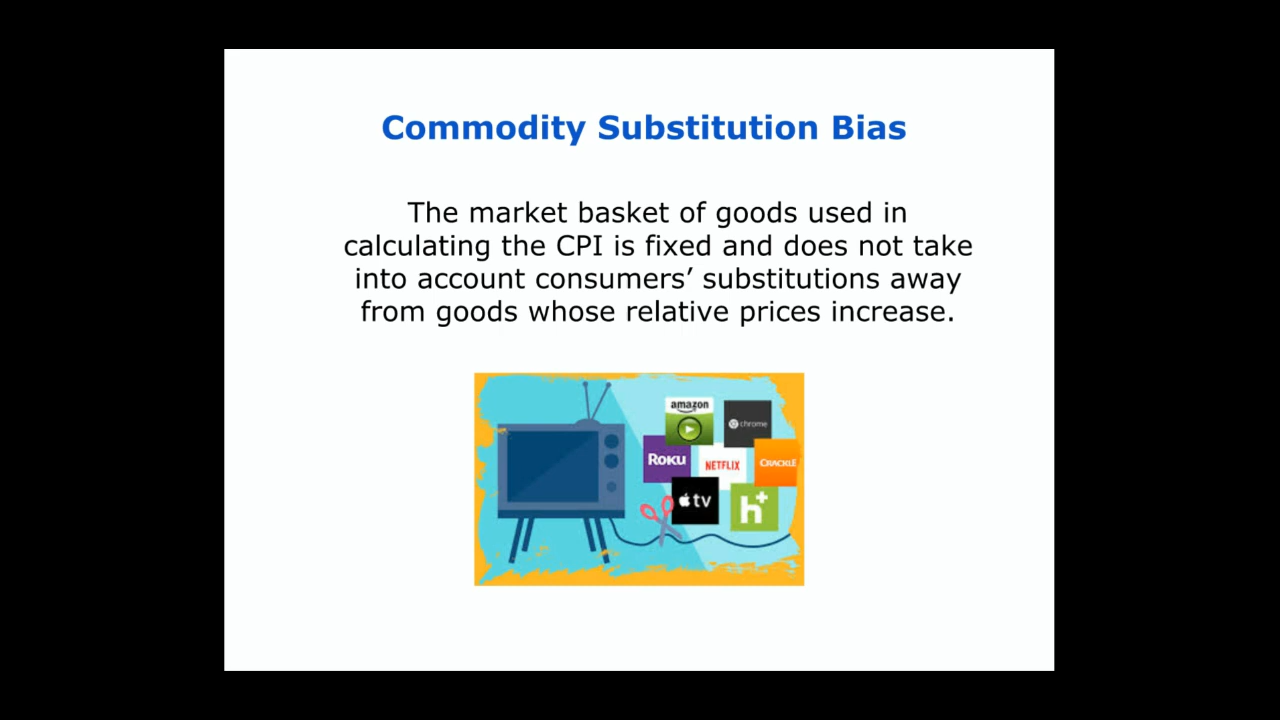 Commodity Substitution Bias
The market basket of goods used in
calculating the CPI is fixed and does not take
into account consumers’ substitutions away
from goods whose relative prices increase.
amazon
chrome
ROKU
NETFLIX
CRACKLE
tv
h+